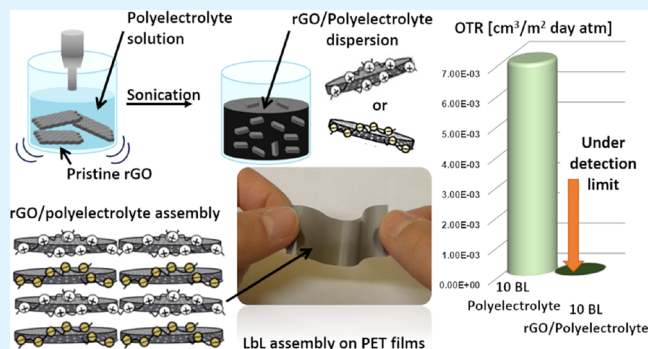 Polyelectrolyte
solution
Sonication
Pristine rGO
rGO/Polyelectrolyte
dispersion
or
rGO/polyelectrolyte assembly
LbL assembly on PET films
OTR [cm³/m² day atm]
7.00E-03
6.00E-03
5.00E-03
4.00E-03
3.00E-03
2.00E-03
1.00E-03
0.00E+00
Under
detection
limit
10 BL
Polyelectrolyte
10 BL
rGO/Polyelectrolyte